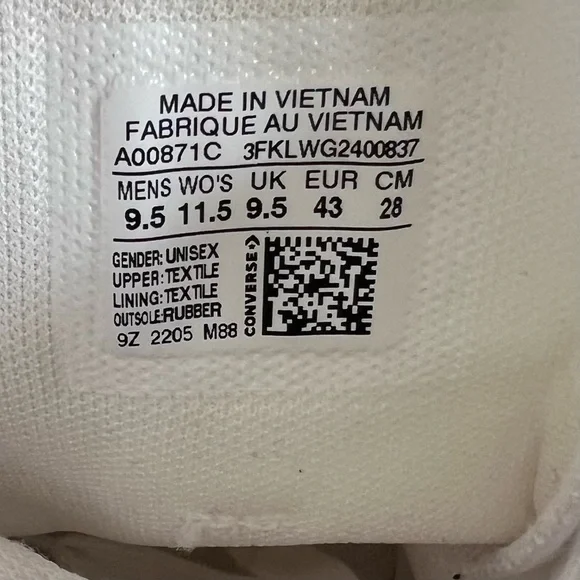 MADE IN VIETNAM
FABRIQUE AU VIETNAM
A00871C 3FKLWG2400837
MENS WO'S UK EUR CM
9.5 11.5 9.5 43 28
GENDER: UNISEX
UPPER: TEXTILE
LINING: TEXTILE
OUTSOLE:RUBBER
9Z 2205 M88
CONVERSE